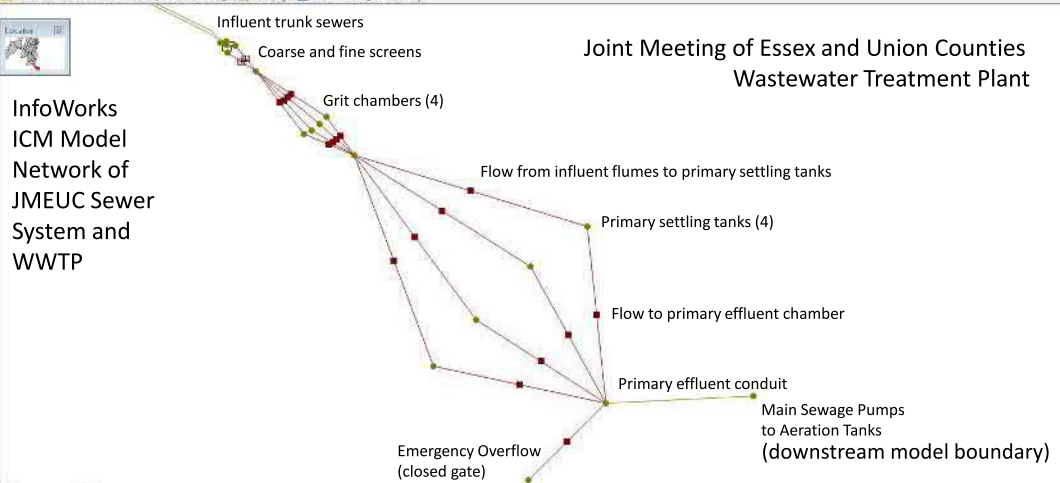 Influent trunk sewers
Locator
Coarse and fine screens
Joint Meeting of Essex and Union Counties
Wastewater Treatment Plant
InfoWorks
ICM Model
Network of
JMEUC Sewer
System and
WWTP
Grit chambers (4)
Flow from influent flumes to primary settling tanks
Primary settling tanks (4)
Flow to primary effluent chamber
Primary effluent conduit
Main Sewage Pumps
to Aeration Tanks
(downstream model boundary)
Emergency Overflow
(closed gate)